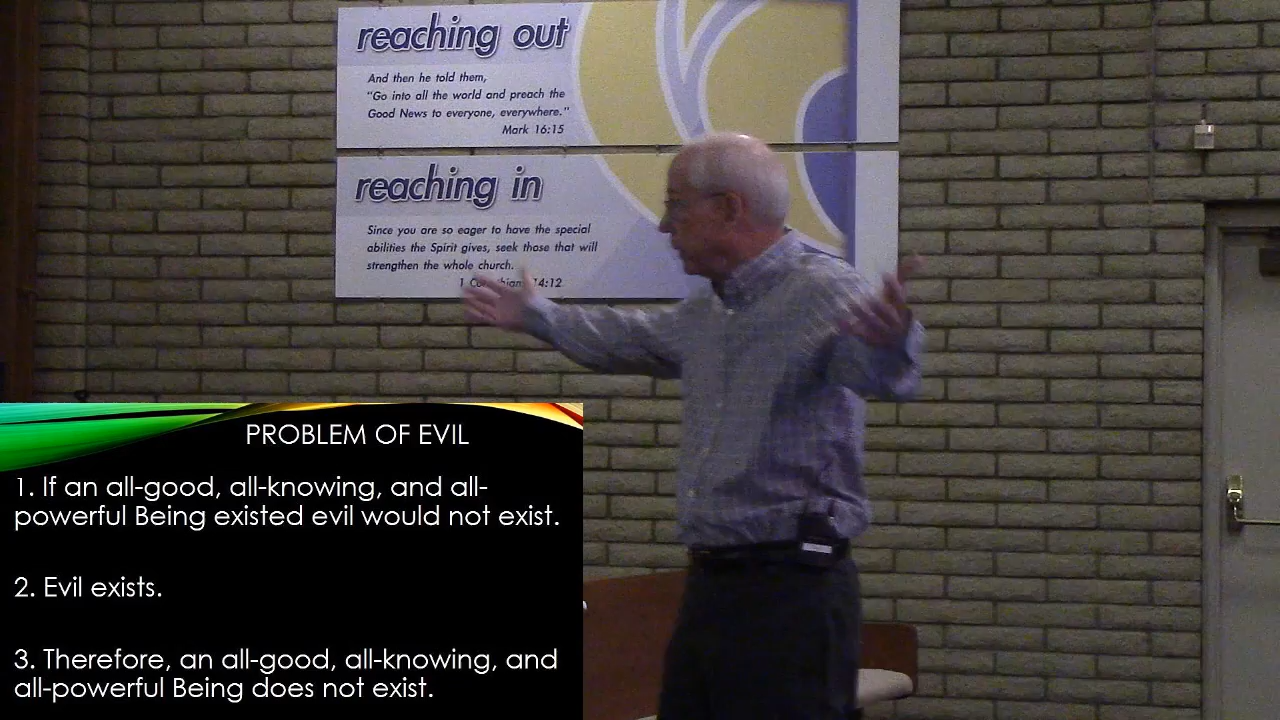 reaching out
And then he told them,
"Go into all the world and preach the
Good News to everyone, everywhere."
Mark 16:15
reaching in
Since you are so eager to have the special
abilities the Spirit gives, seek those that will
strengthen the whole church.
14:12
PROBLEM OF EVIL
1. If an all-good, all-knowing, and all-
powerful Being existed evil would not exist.
2. Evil exists.
3. Therefore, an all-good, all-knowing, and
all-powerful Being does not exist.